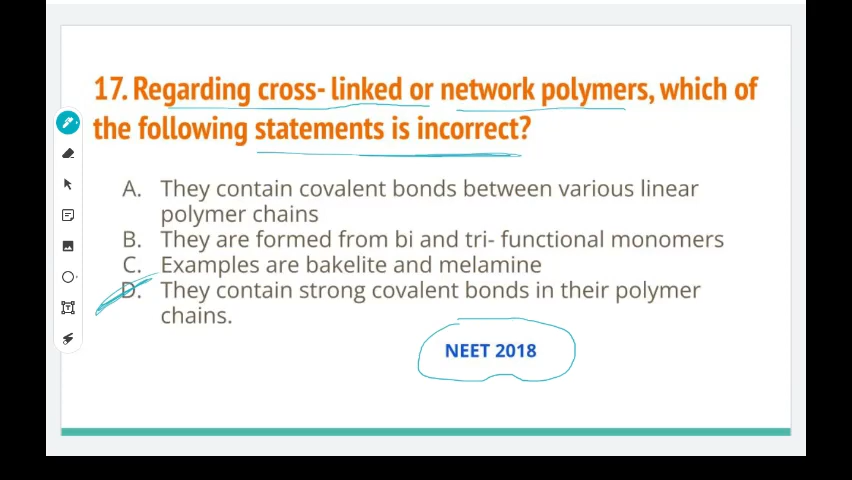 17. Regarding cross- linked or network polymers, which of
the following statements is incorrect?
A. They contain covalent bonds between various linear
polymer chains
B. They are formed from bi and tri- functional monomers
C. Examples are bakelite and melamine
D. They contain strong covalent bonds in their polymer
chains.
NEET 2018